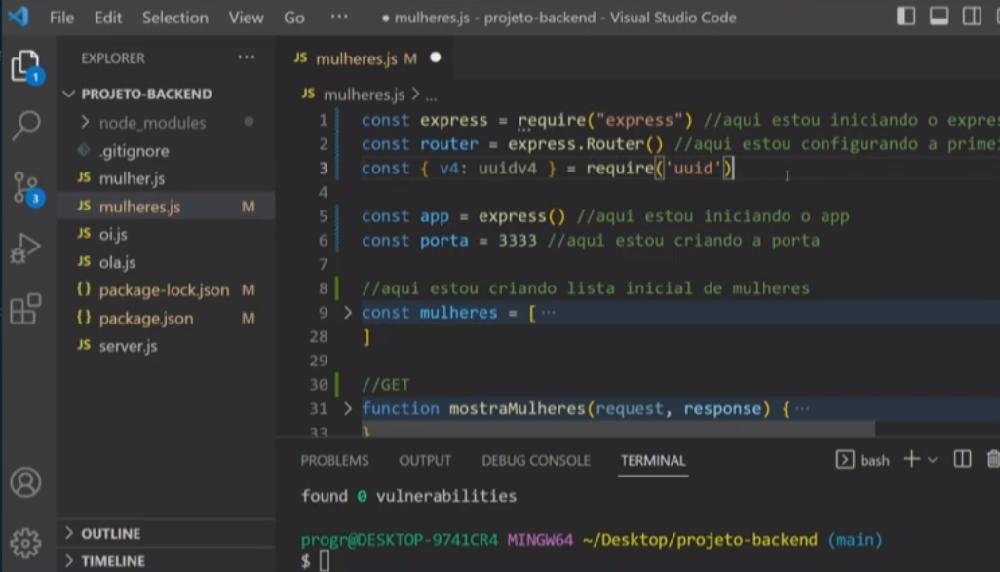 File Edit Selection View Go ... ● mulheres.js - projeto-backend - Visual Studio Code
EXPLORER ...
JS mulheres.js M ●
PROJETO-BACKEND
node_modules
.gitignore
JS mulher.js
JS mulheres.js M
JS oi.js
JS ola.js
{} package-lock.json M
{} package.json M
JS server.js
OUTLINE
TIMELINE
1
3
JS mulheres.js > ...
1 const express = require("express") //aqui estou iniciando o
2 const router = express.Router() //aqui estou configurando a
3 const { v4: uuidv4 } = require('uuid')
4
5 const app = express() //aqui estou iniciando o app
6 const porta = 3333 //aqui estou criando a porta
7
8 //aqui estou criando lista inicial de mulheres
9 > const mulheres = [ ...
28 ]
29
30 //GET
31 > function mostraMulheres(request, response) { ...
33 }
PROBLEMS OUTPUT DEBUG CONSOLE TERMINAL bash
found 0 vulnerabilities
progr@DESKTOP-9741CR4 MINGW64 ~/Desktop/projeto-backend (main)
$